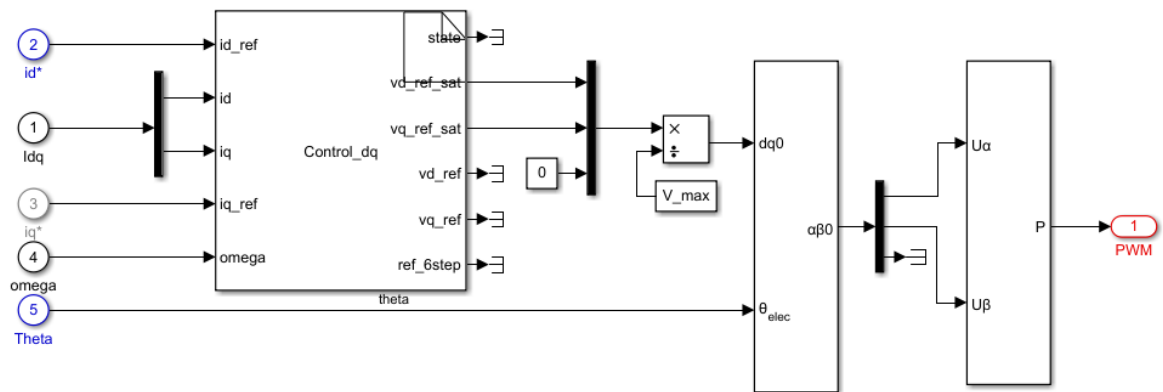 2
id*
1
Idq
3
iq*
4
omega
5
Theta
id_ref
id
iq
iq_ref
omega
Control_dq
state
vd_ref_sat
vq_ref_sat
vd_ref
vq_ref
ref_6step
theta
0
×
÷
V_max
dq0
θelec
αβ0
Uα
Uβ
P
1
PWM